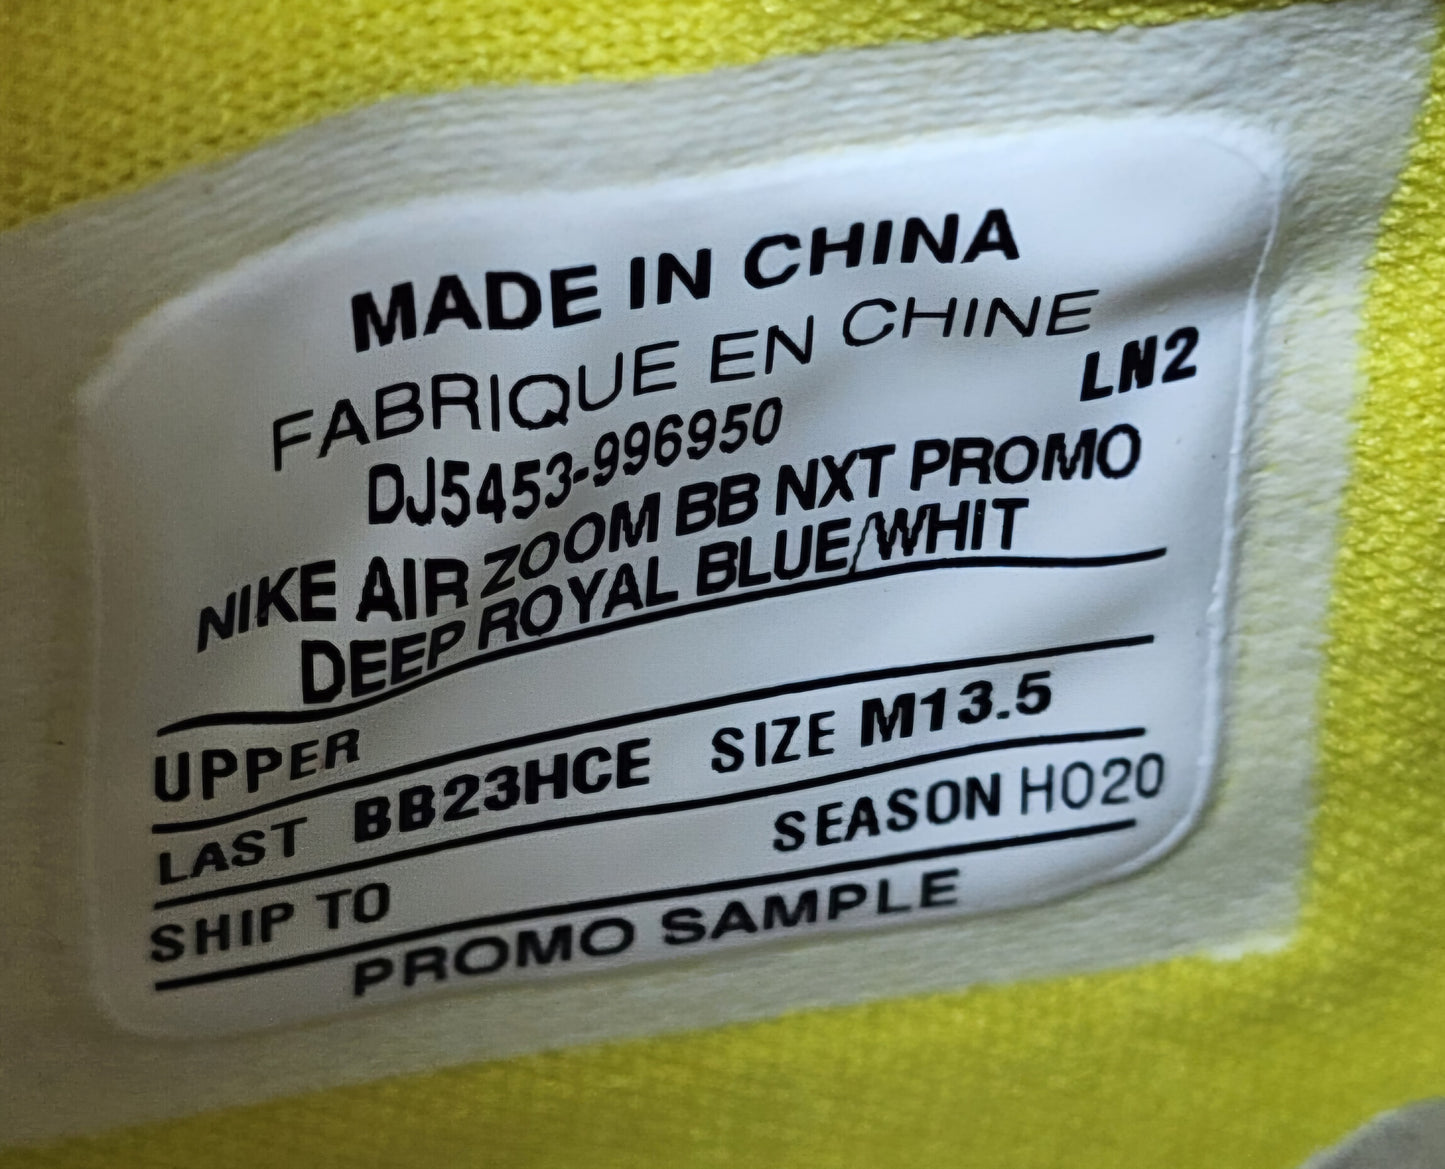 MADE IN CHINA
FABRIQUE EN CHINE
LN2
DJ5453-996950
NIKE AIR ZOOM BB NXT PROMO
DEEP ROYAL BLUE/WHIT
UPPER
LAST BB23HCE SIZE M13.5
SHIP TO SEASON HO20
PROMO SAMPLE